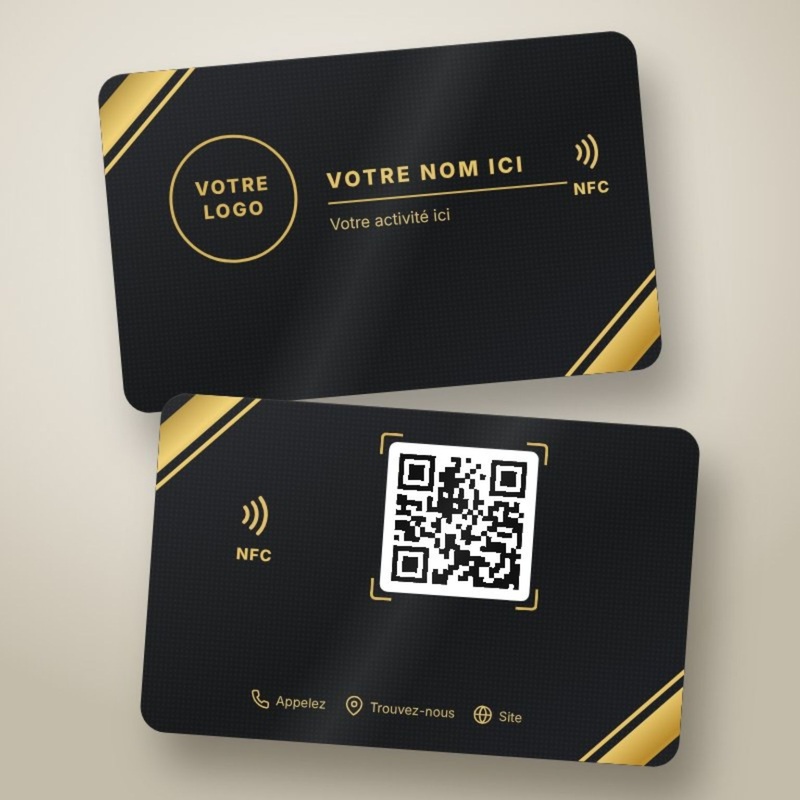 VOTRE
LOGO
VOTRE NOM ICI
Votre activité ici
NFC
NFC
Appelez
Trouvez-nous
Site